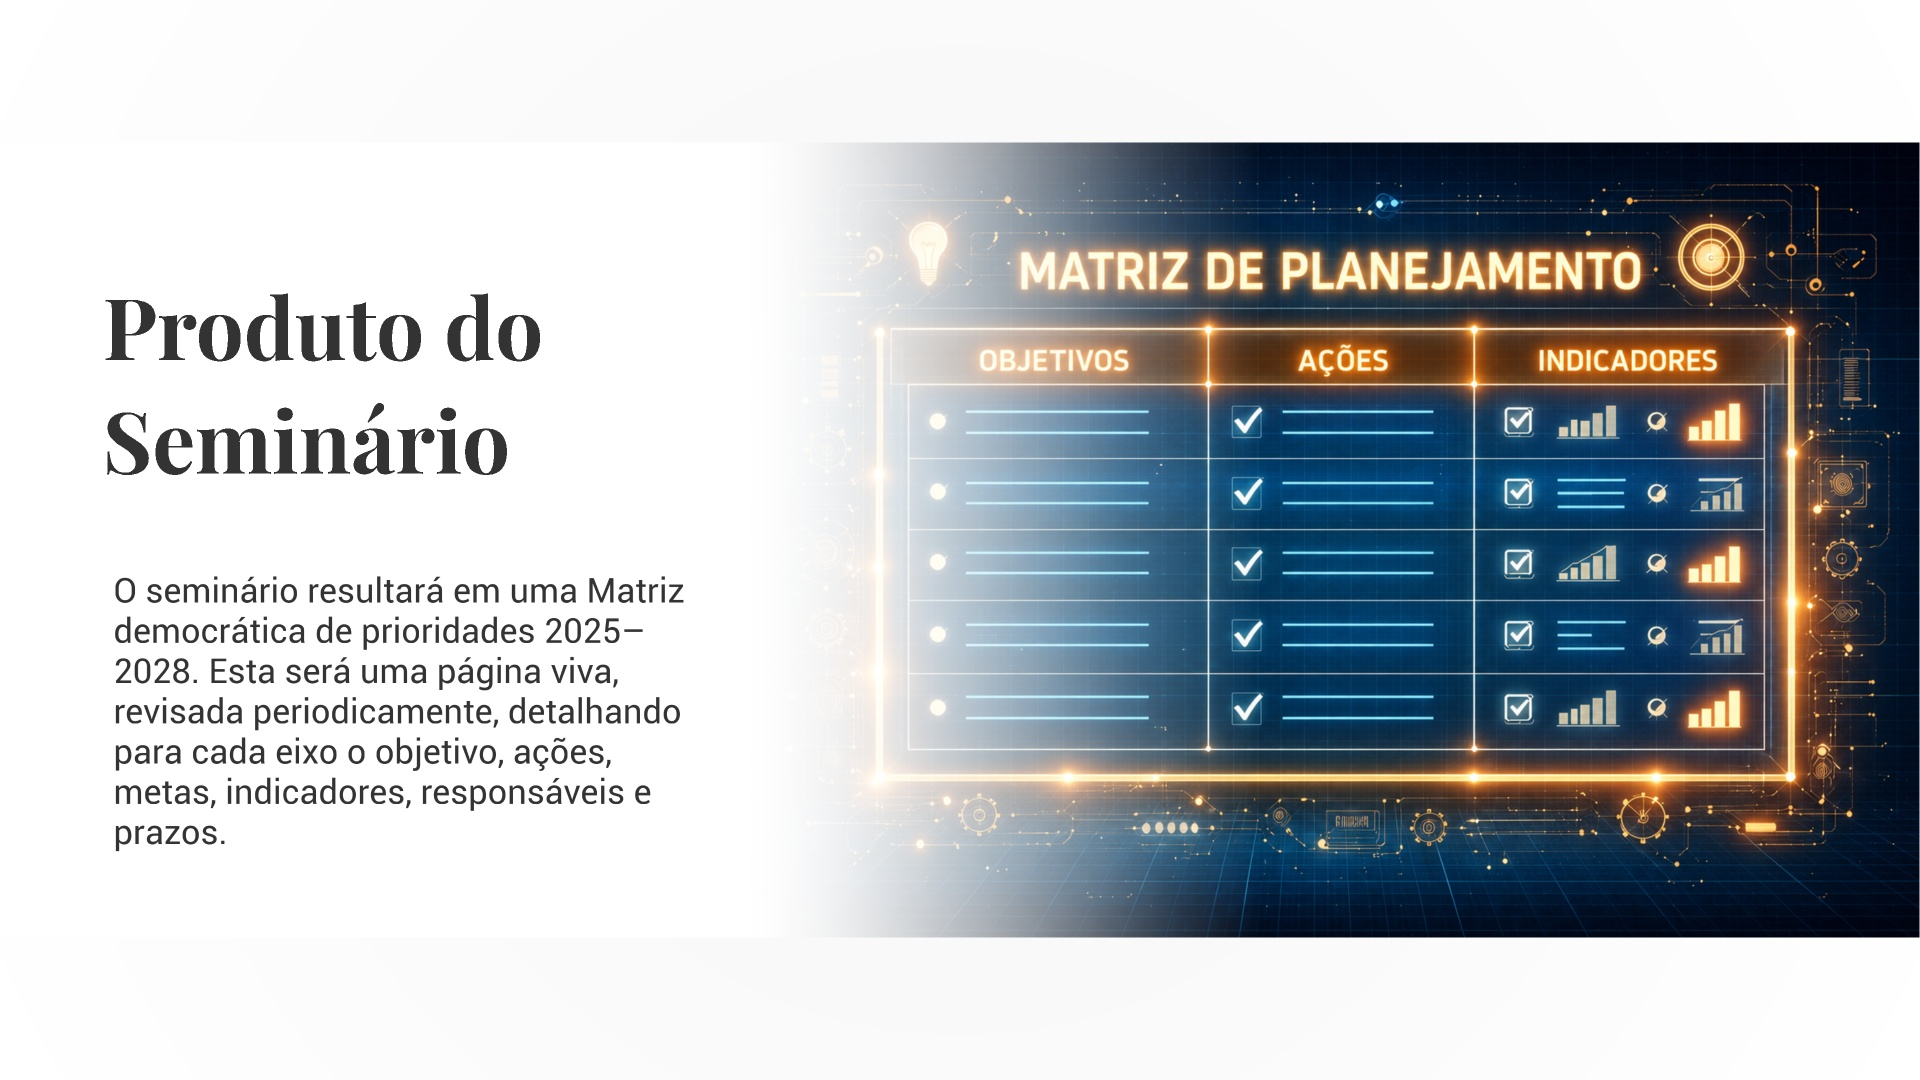 Produto do
Seminário
O seminário resultará em uma Matriz
democrática de prioridades 2025–
2028. Esta será uma página viva,
revisada periodicamente, detalhando
para cada eixo o objetivo, ações,
metas, indicadores, responsáveis e
prazos.
MATRIZ DE PLANEJAMENTO
OBJETIVOS
AÇÕES
INDICADORES